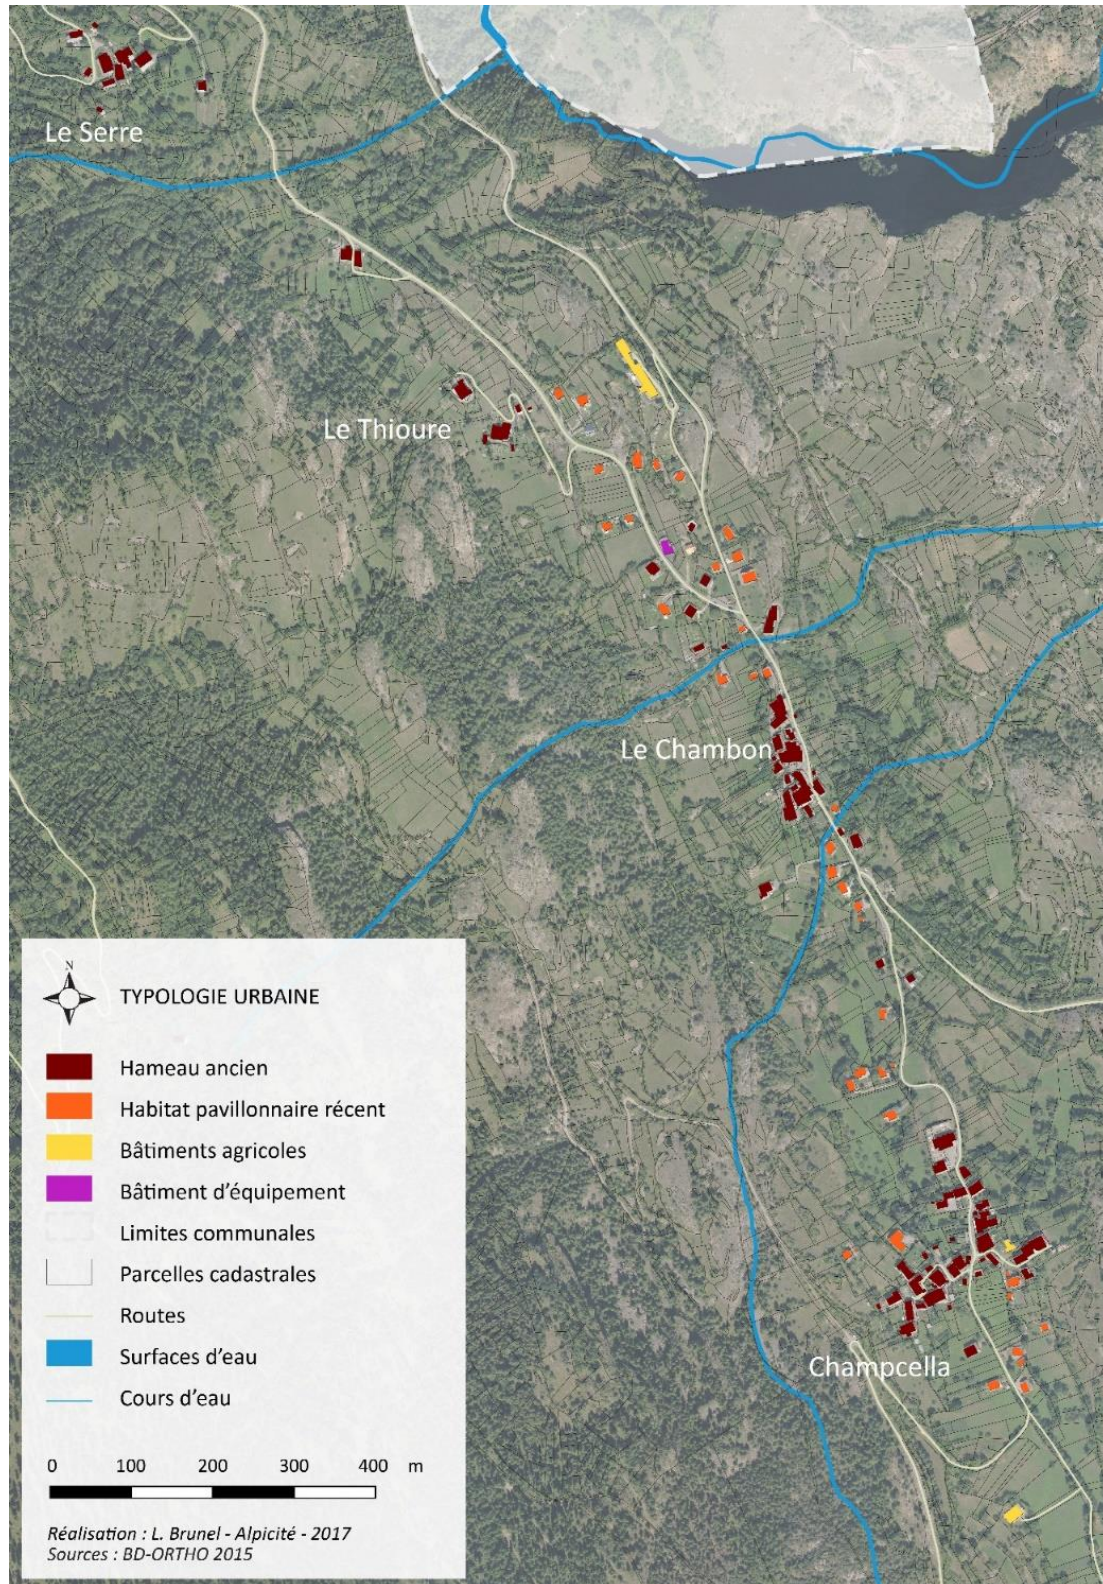 Le Serre
Le Thioure
Le Chambon
Champcella
N
TYPOLOGIE URBAINE
Hameau ancien
Habitat pavillonnaire récent
Bâtiments agricoles
Bâtiment d'équipement
Limites communales
Parcelles cadastrales
Routes
Surfaces d'eau
Cours d'eau
0 100 200 300 400 m
Réalisation : L. Brunel - Alpicité - 2017
Sources : BD-ORTHO 2015